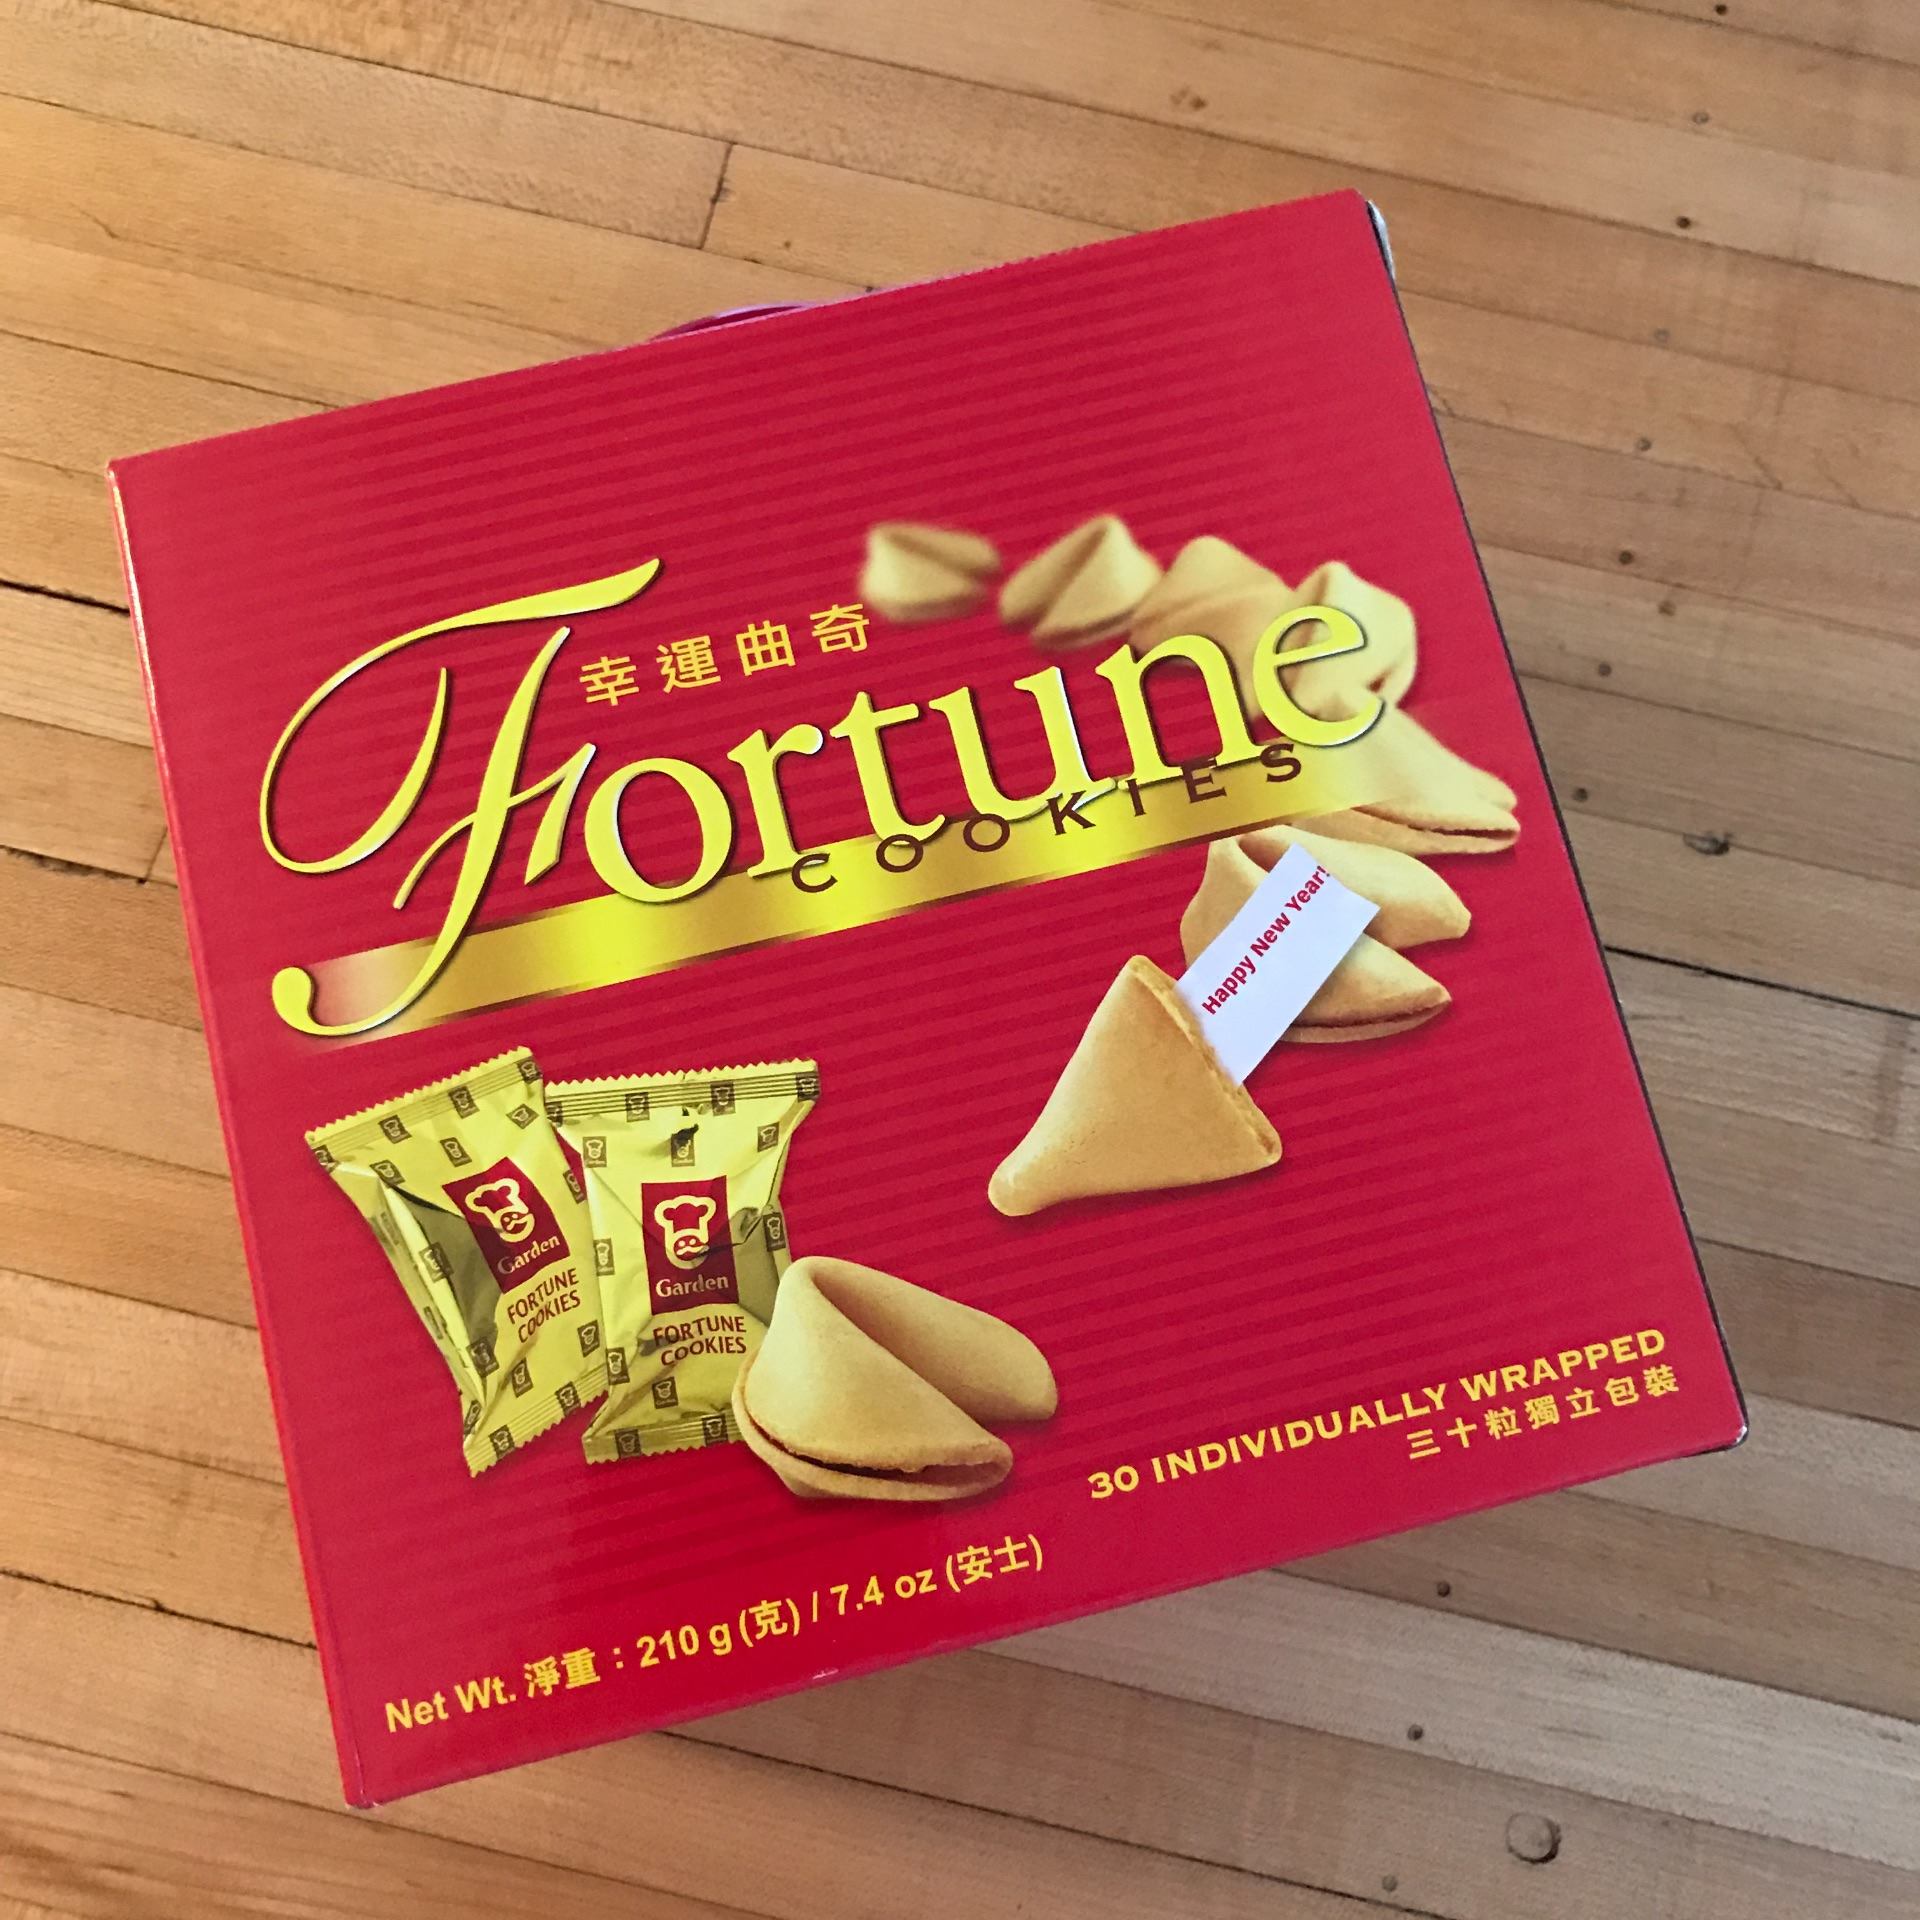 幸運曲奇
Fortune
COOKIES
Happy New Year!
Garden
FORTUNE
COOKIES
Garden
FORTUNE
COOKIES
30 INDIVIDUALLY WRAPPED
三十粒獨立包裝
Net Wt. 淨重：210 g (克) / 7.4 oz (安士)